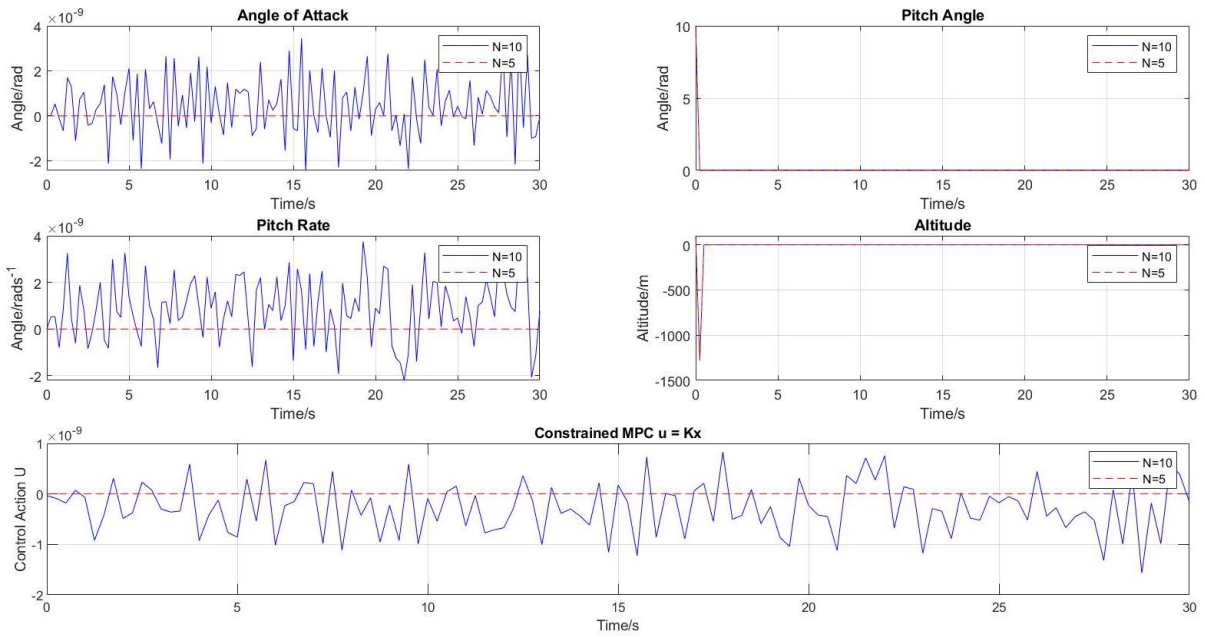 Angle of Attack
×10^-9
4
2
0
-2
Angle/rad
0 5 10 15 20 25 30
Time/s
N=10
N=5
Pitch Angle
10
5
0
Angle/rad
0 5 10 15 20 25 30
Time/s
N=10
N=5
Pitch Rate
×10^-9
4
2
0
-2
Angle/rads^-1
0 5 10 15 20 25 30
Time/s
N=10
N=5
Altitude
0
-500
-1000
-1500
Altitude/m
0 5 10 15 20 25 30
Time/s
N=10
N=5
Constrained MPC u = Kx
×10^-9
1
0
-1
-2
Control Action U
0 5 10 15 20 25 30
Time/s
N=10
N=5